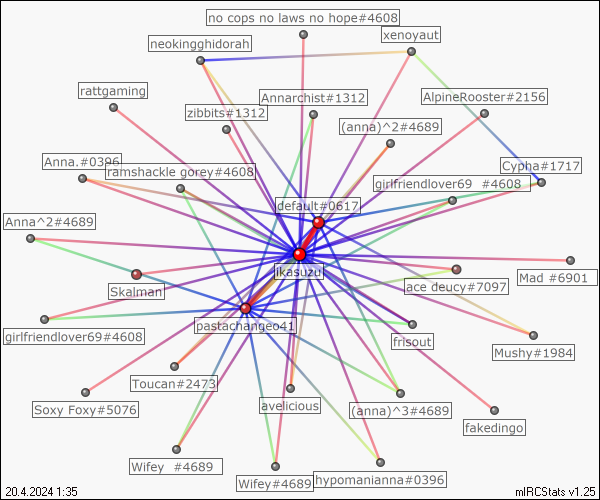 no cops no laws no hope#4608
neokingghidorah
xenoyaut
rattgaming
Annarchist#1312
AlpineRooster#2156
zibbits#1312
(anna)^2#4689
Anna.#0396
ramshackle gorey#4608
Cypha#1717
girlfriendlover69 #4608
default#0617
Anna^2#4689
ikasuzu
Skalman
ace deucy#7097
Mad #6901
pastachangeo41
girlfriendlover69#4608
frisout
Mushy#1984
Toucan#2473
Soxy Foxy#5076
avelicious
(anna)^3#4689
fakedingo
Wifey #4689
Wifey#4689
hypomanianna#0396
20.4.2024 1:35
mIRCStats v1.25